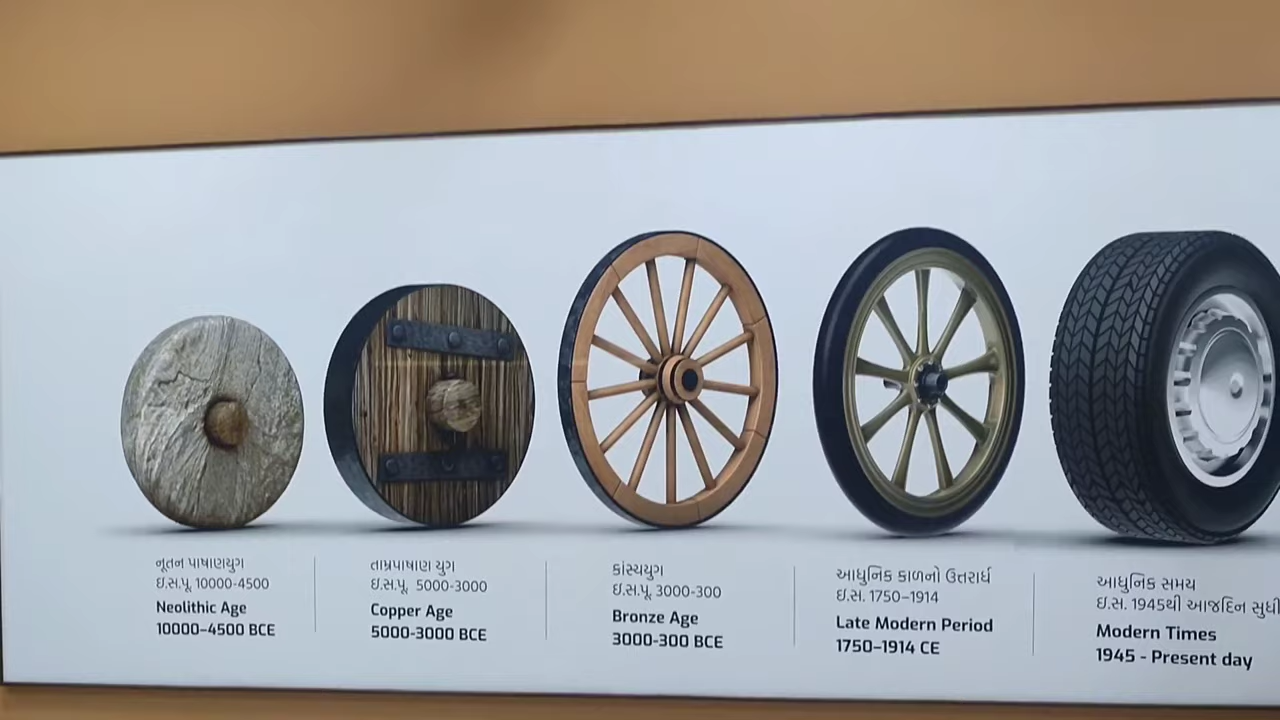 નૂતન પાષાણયુગ
ઇ.સ.પૂ. 10000-4500
Neolithic Age
10000–4500 BCE
તામ્રપાષાણ યુગ
ઇ.સ.પૂ. 5000-3000
Copper Age
5000-3000 BCE
કાંસ્યયુગ
ઇ.સ.પૂ. 3000-300
Bronze Age
3000-300 BCE
આધુનિક કાળનો ઉત્તરાર્ધ
ઇ.સ. 1750–1914
Late Modern Period
1750–1914 CE
આધુનિક સમય
ઇ.સ. 1945થી આજદિન સુધી
Modern Times
1945 - Present day